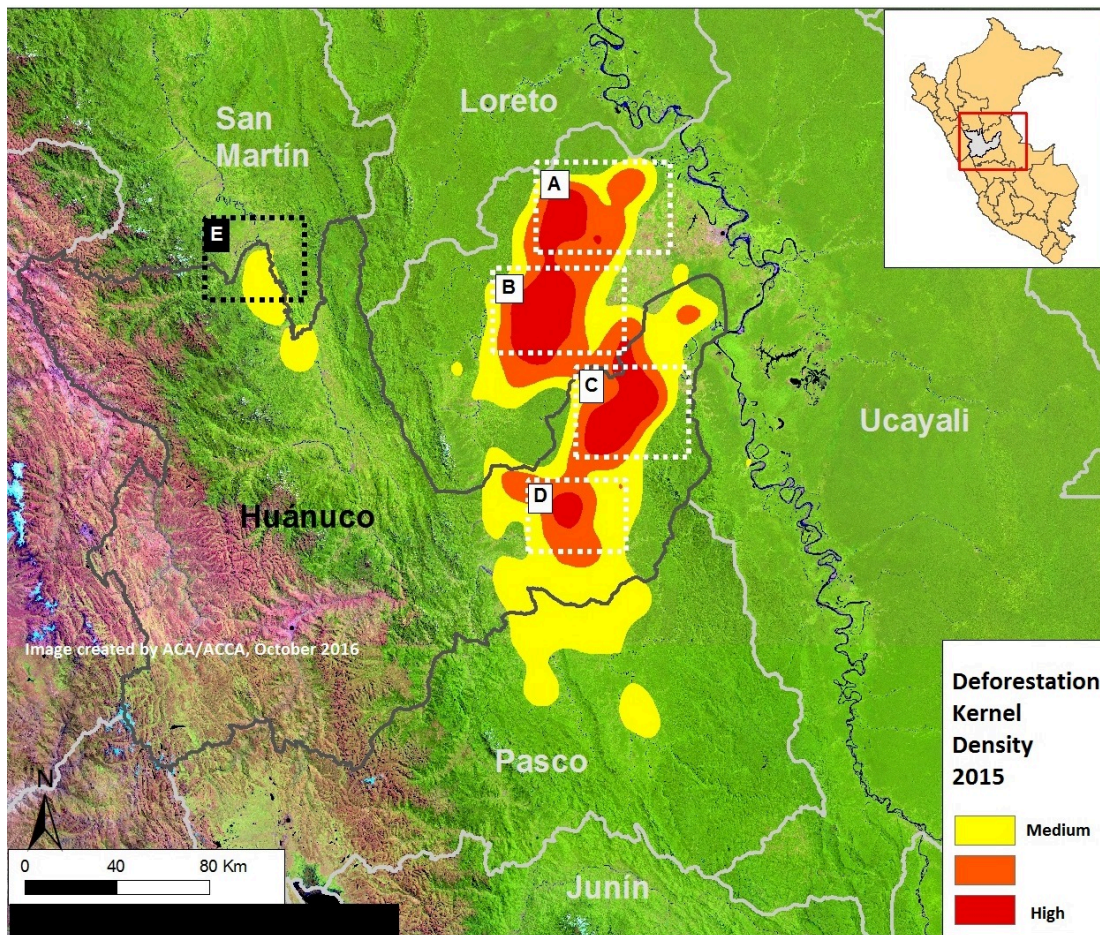 Loreto
San
Martín
A
E
B
C
Ucayali
D
Huánuco
Image created by ACA/ACCA, October 2016
Pasco
Junín
N
0 40 80 Km
Deforestation
Kernel
Density
2015
Medium
High